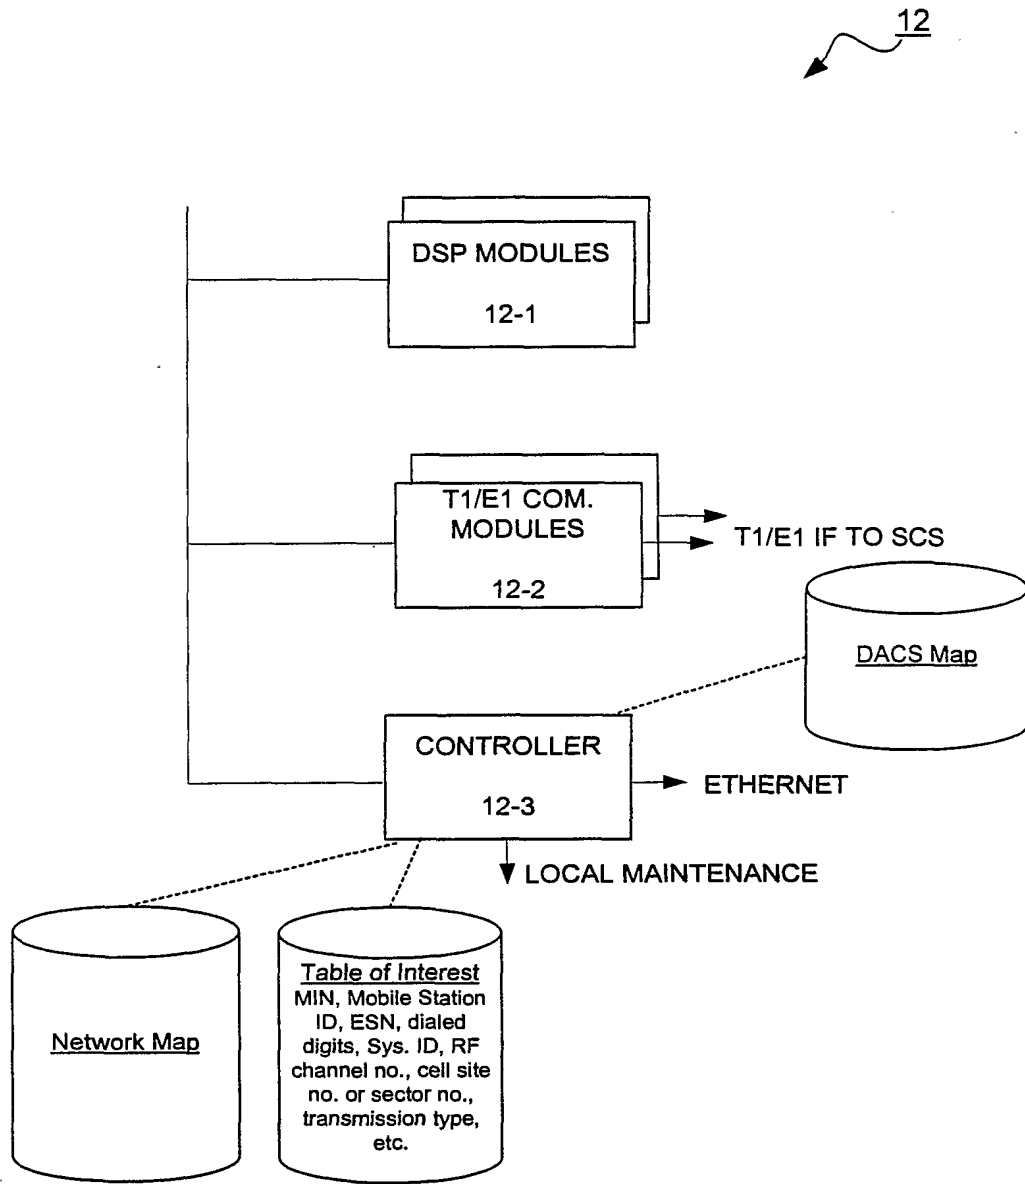 12
DSP MODULES
12-1
T1/E1 COM.
MODULES
12-2
T1/E1 IF TO SCS
DACS Map
CONTROLLER
12-3
ETHERNET
LOCAL MAINTENANCE
Network Map
Table of Interest
MIN, Mobile Station
ID, ESN, dialed
digits, Sys. ID, RF
channel no., cell site
no. or sector no.,
transmission type,
etc.